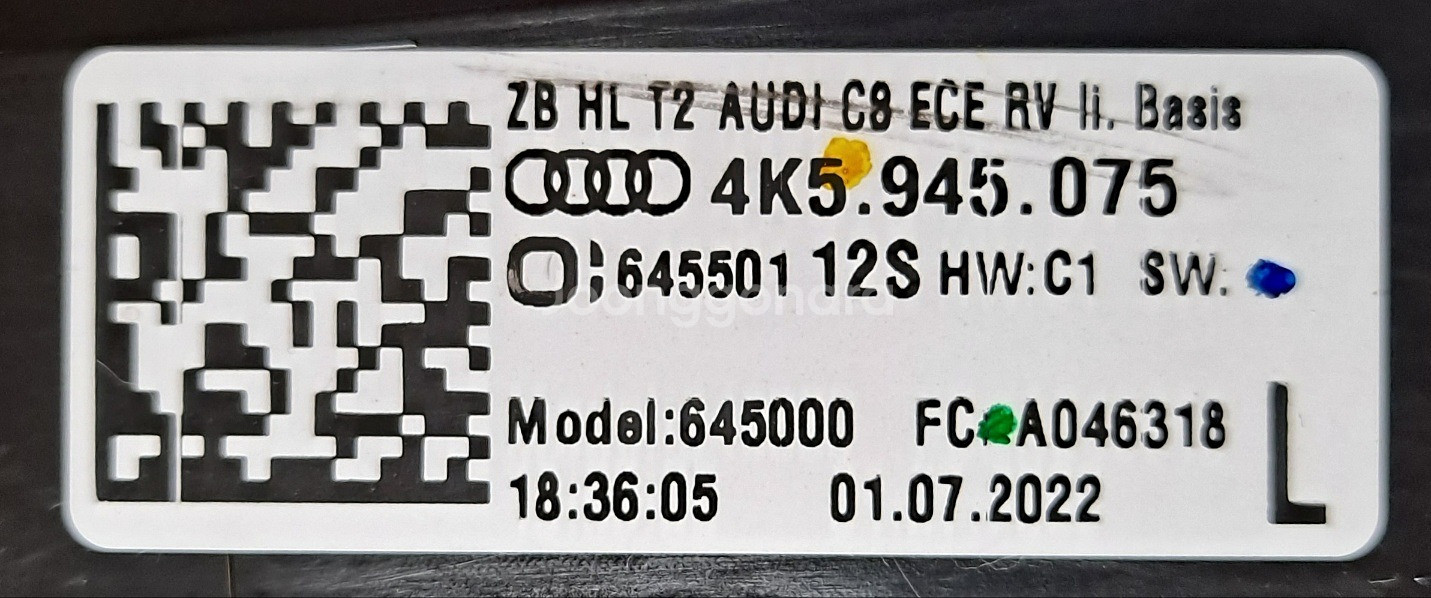 ZB HL T2 AUDI C8 ECE RV li. Basis
4K5.945.075
645501 12S HW:C1 SW:
Model:645000 FC: A046318
18:36:05 01.07.2022
L
joonggonara